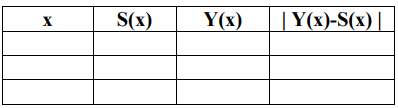 x S(x) Y(x) | Y(x)-S(x) |